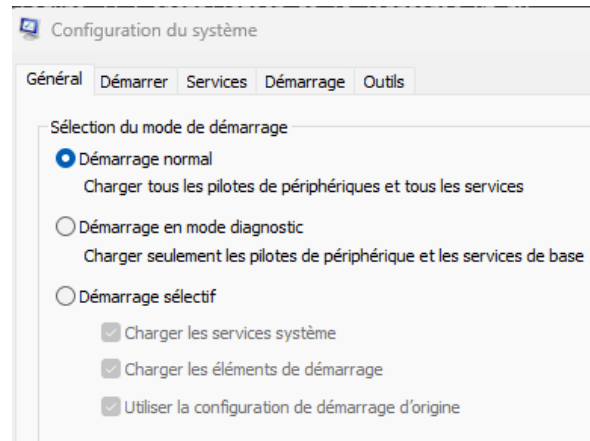 Configuration du système
Général Démarrer Services Démarrage Outils
Sélection du mode de démarrage
Démarrage normal
Charger tous les pilotes de périphériques et tous les services
Démarrage en mode diagnostic
Charger seulement les pilotes de périphérique et les services de base
Démarrage sélectif
Charger les services système
Charger les éléments de démarrage
Utiliser la configuration de démarrage d'origine